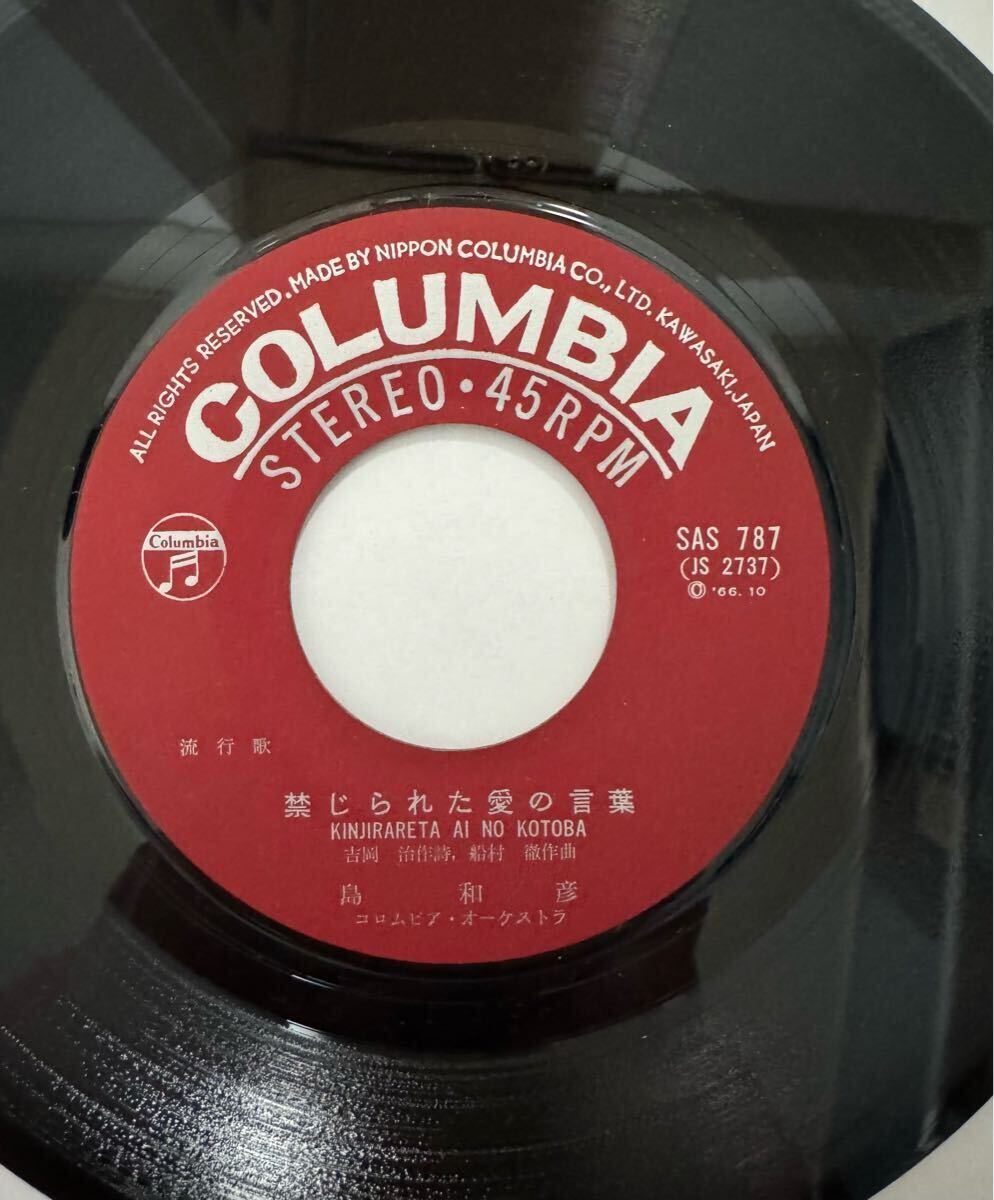 ALL RIGHTS RESERVED. MADE BY NIPPON COLUMBIA CO., LTD. KAWASAKI, JAPAN
COLUMBIA
STEREO・45RPM
Columbia
SAS 787
(JS 2737)
Ⓞ '66. 10
流行歌
禁じられた愛の言葉
KINJIRARETA AI NO KOTOBA
吉岡 治作詩, 船村 徹作曲
島 和彦
コロムビア・オーケストラ